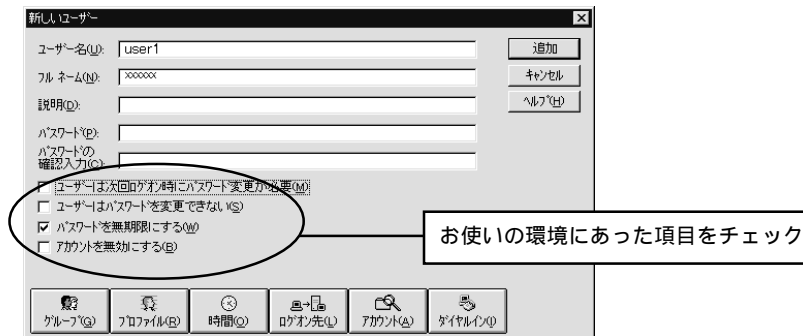 新しいユーザー
ユーザー名(U): user1
追加
フル ネーム(N): xxxxxx
キャンセル
説明(D):
ヘルプ(H)
パスワード(P):
パスワードの
確認入力(C):
ユーザーは次回ログオン時にパスワード変更が必要(M)
ユーザーはパスワードを変更できない(S)
パスワードを無期限にする(W)
アカウントを無効にする(B)
お使いの環境にあった項目をチェック
グループ(G) プロファイル(R) 時間(O) ログオン先(L) アカウント(A) ダイヤルイン(I)